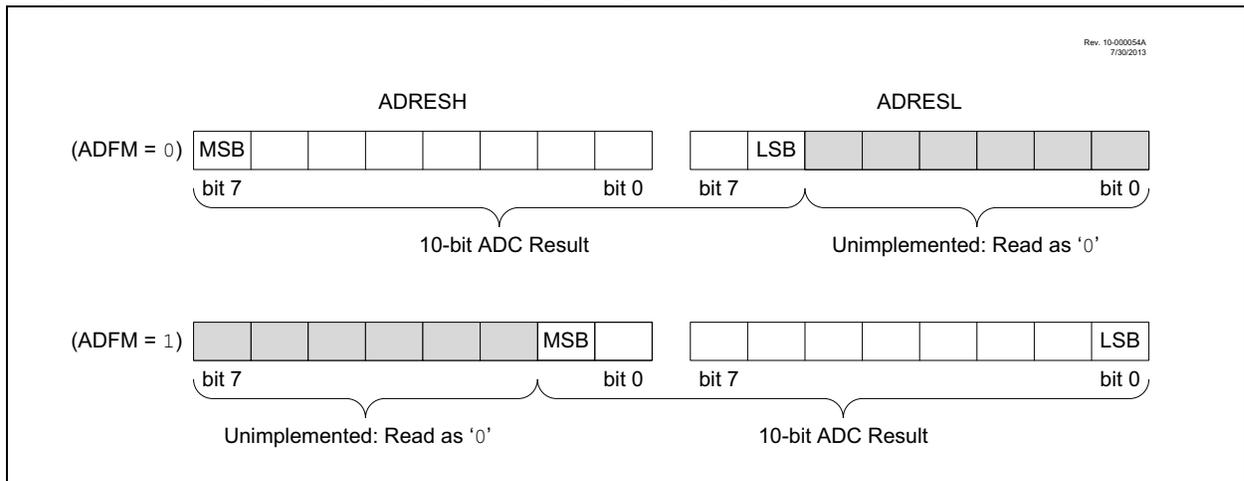 Rev. 10-000054A
7/30/2013
ADRESH ADRESL
(ADFM = 0) MSB LSB
bit 7 bit 0 bit 7 bit 0
10-bit ADC Result Unimplemented: Read as ‘0’
(ADFM = 1) MSB LSB
bit 7 bit 0 bit 7 bit 0
Unimplemented: Read as ‘0’ 10-bit ADC Result